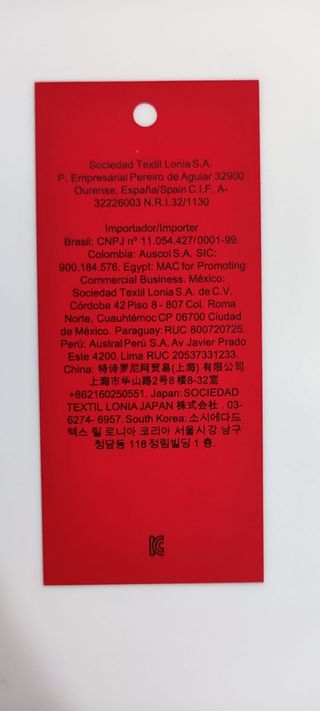 Sociedad Textil Lonia S.A.
P. Empresarial Pereiro de Aguiar 32900
Ourense, España/Spain C.I.F. A-
32226003 N.R.I.32/1130
Importador/Importer
Brasil: CNPJ nº 11.054.427/0001-99.
Colombia: Auscol S.A. SIC:
900.184.576. Egypt: MAC for Promoting
Commercial Business. México:
Sociedad Textil Lonia S.A. de C.V.
Córdoba 42 Piso 8 - 807 Col. Roma
Norte, Cuauhtémoc CP 06700 Ciudad
de México. Paraguay: RUC 800720725.
Perú: Austral Perú S.A. Av Javier Prado
Este 4200, Lima RUC 20537331233.
China: 特诗罗尼阿贸易(上海) 有限公司
上海市华山路2号8楼8-32室
+862160250551. Japan: SOCIEDAD
TEXTIL LONIA JAPAN 株式会社 . 03-
6274- 6957. South Korea: 소시에다드
텍스 틸 로니아 코리아 서울시 강 남구
청담동 118 정림빌딩 1 층.